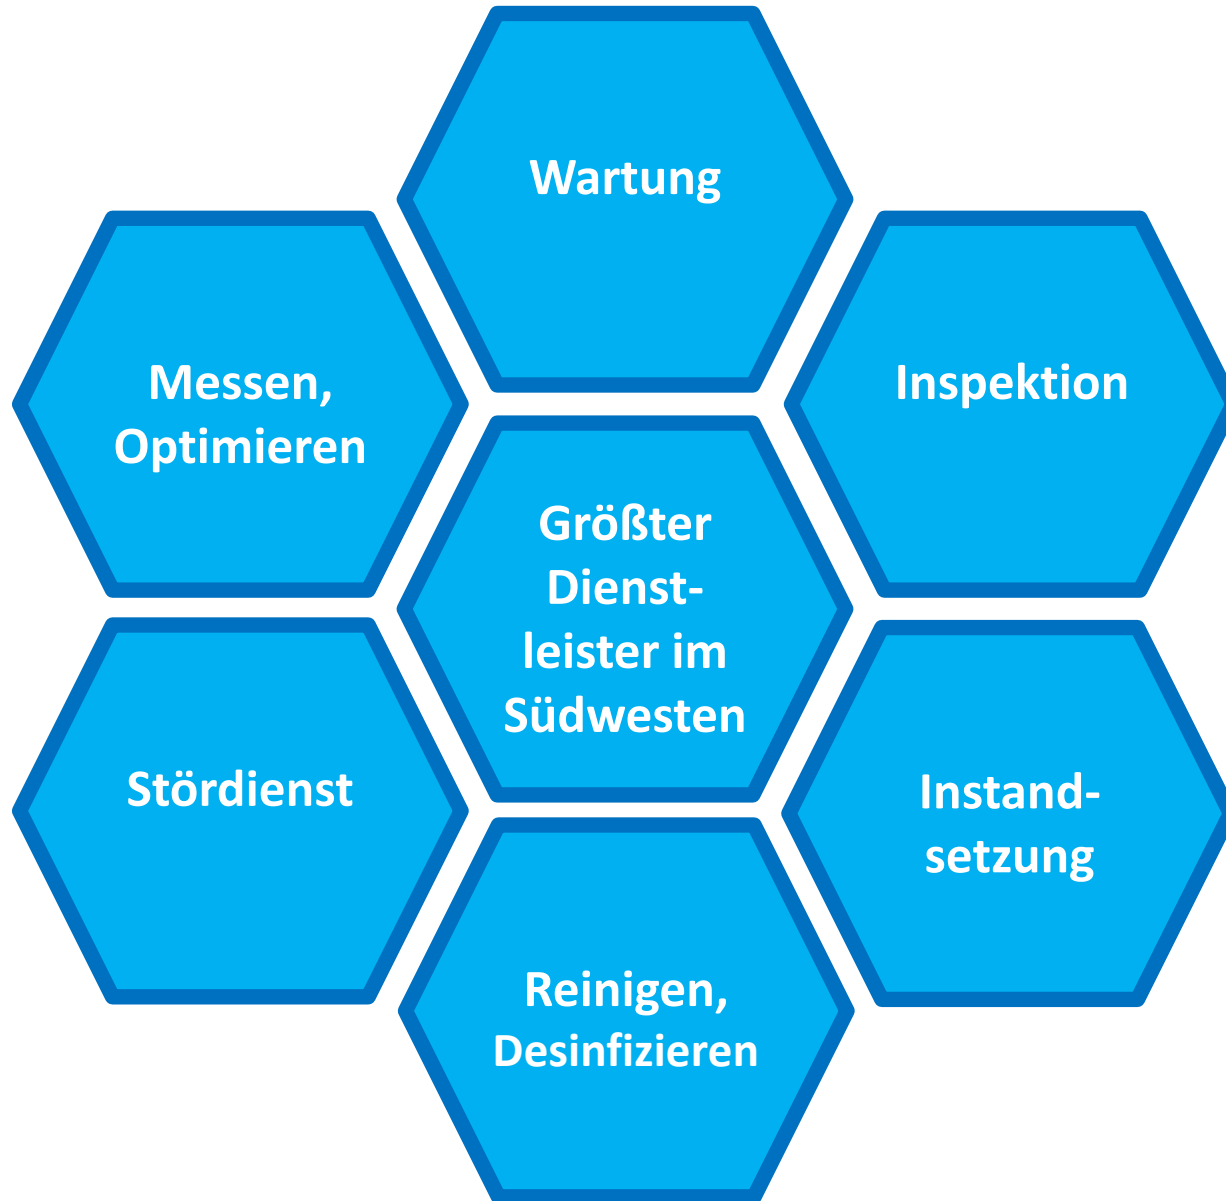 Wartung
Messen,
Optimieren
Inspektion
Größter
Dienst-
leister im
Südwesten
Stördienst
Instand-
setzung
Reinigen,
Desinfizieren